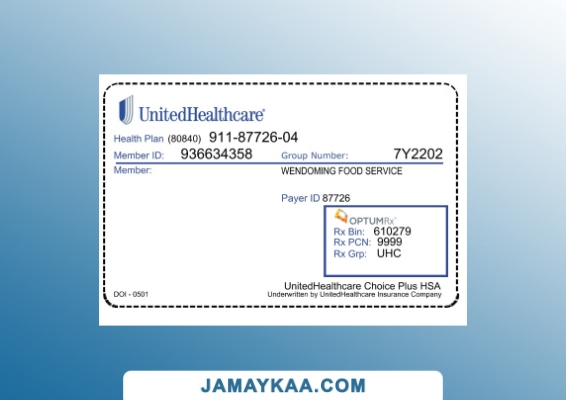 UnitedHealthcare®
Health Plan (80840) 911-87726-04
Member ID: 936634358 Group Number: 7Y2202
Member: WENDOMING FOOD SERVICE
Payer ID 87726
OPTUMRx™
Rx Bin: 610279
Rx PCN: 9999
Rx Grp: UHC
UnitedHealthcare Choice Plus HSA
DOI - 0501 Underwritten by UnitedHealthcare Insurance Company
JAMAYKAA.COM